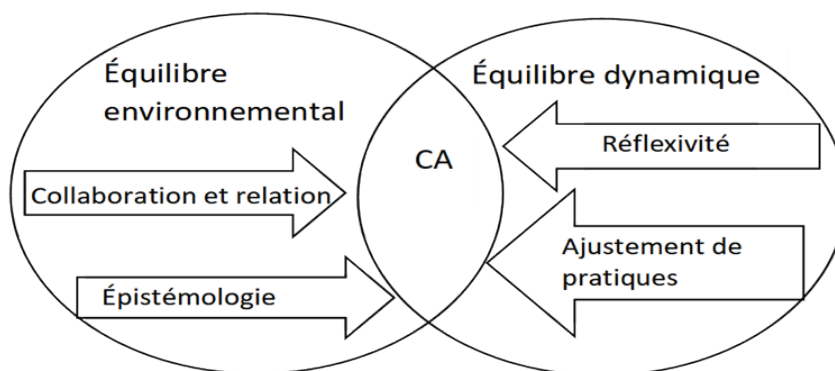 Équilibre
environnemental
Équilibre dynamique
CA
Réflexivité
Collaboration et relation
Ajustement de
pratiques
Épistémologie